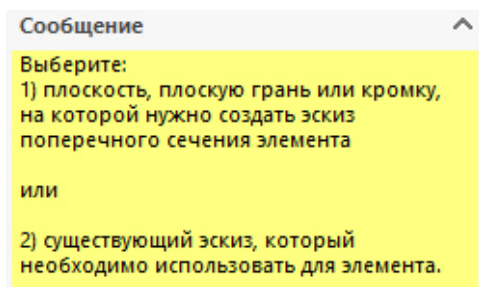 Сообщение
Выберите:
1) плоскость, плоскую грань или кромку,
на которой нужно создать эскиз
поперечного сечения элемента
или
2) существующий эскиз, который
необходимо использовать для элемента.